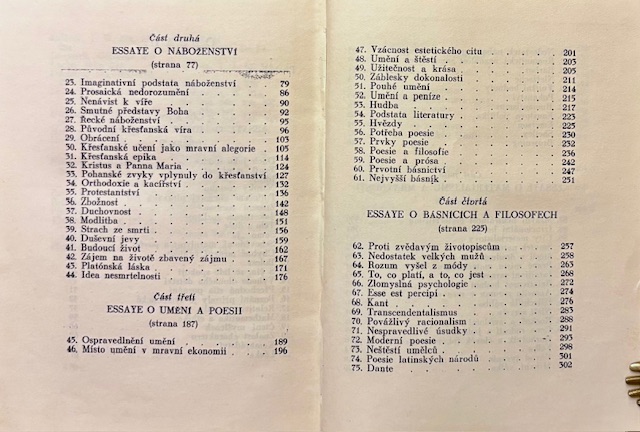 Část druhá
ESSAYE O NÁBOŽENSTVÍ
(strana 77)
23. Imaginativní podstata náboženství 79
24. Prosaická nedorozumění 86
25. Nenávist k víře 90
26. Smutné představy Boha 92
27. Řecké náboženství 95
28. Původní křesťanská víra 96
29. Obrácení 103
30. Křesťanské učení jako mravní alegorie 105
31. Křesťanská epika 114
32. Kristus a Panna Maria 124
33. Pohanské zvyky vplynuly do křesťanství 127
34. Orthodoxie a kacířství 132
35. Protestantství 136
36. Zbožnost 142
37. Duchovnost 148
38. Modlitba 151
39. Strach ze smrti 156
40. Duševní jevy 159
41. Budoucí život 162
42. Zájem na životě zbavený zájmu 167
43. Platónská láska 171
44. Idea nesmrtelnosti 176
Část třetí
ESSAYE O UMĚNÍ A POESII
(strana 187)
45. Ospravedlnění umění 189
46. Místo umění v mravní ekonomii 196
47. Vzácnost estetického citu 201
48. Umění a štěstí 203
49. Užitečnost a krása 205
50. Záblesky dokonalosti 211
51. Pouhé umění 214
52. Umění a peníze 215
53. Hudba 217
54. Podstata literatury 223
55. Hvězdy 225
56. Potřeba poesie 230
57. Prvky poesie 232
58. Poesie a filosofie 236
59. Poesie a prósa 242
60. Prvotní básnictví 247
61. Nejvyšší básník 251
Část čtvrtá
ESSAYE O BÁSNICÍCH A FILOSOFECH
(strana 225)
62. Proti zvědavým životopiscům 257
63. Nedostatek velkých mužů 258
64. Rozum vyšel z módy 263
65. To, co platí, a to, co jest 268
66. Zlomyslná psychologie 272
67. Esse est percipi 274
68. Kant 276
69. Transcendentalismus 283
70. Povážlivý racionalism 288
71. Nespravedlivé úsudky 291
72. Moderní poesie 293
73. Neštěstí umělců 298
74. Poesie latinských národů 301
75. Dante 302